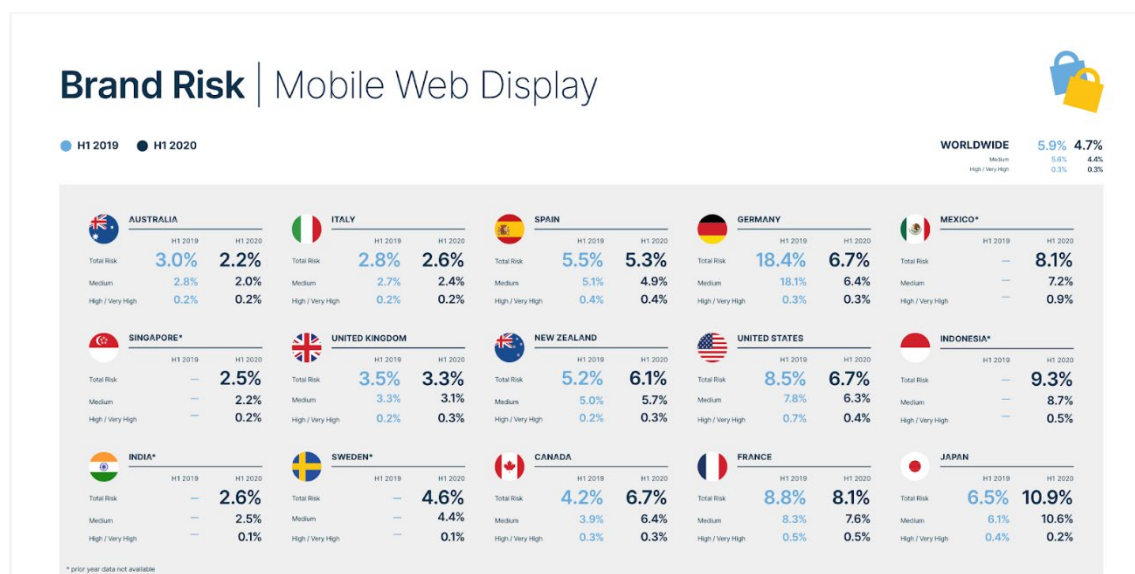 Brand Risk | Mobile Web Display
H1 2019 H1 2020
WORLDWIDE 5.9% 4.7%
Medium 5.6% 4.4%
High / Very High 0.3% 0.3%
AUSTRALIA
H1 2019 H1 2020
Total Risk 3.0% 2.2%
Medium 2.8% 2.0%
High / Very High 0.2% 0.2%
ITALY
H1 2019 H1 2020
Total Risk 2.8% 2.6%
Medium 2.7% 2.4%
High / Very High 0.2% 0.2%
SPAIN
H1 2019 H1 2020
Total Risk 5.5% 5.3%
Medium 5.1% 4.9%
High / Very High 0.4% 0.4%
GERMANY
H1 2019 H1 2020
Total Risk 18.4% 6.7%
Medium 18.1% 6.4%
High / Very High 0.3% 0.3%
MEXICO*
H1 2019 H1 2020
Total Risk – 8.1%
Medium – 7.2%
High / Very High – 0.9%
SINGAPORE*
H1 2019 H1 2020
Total Risk – 2.5%
Medium – 2.2%
High / Very High – 0.2%
UNITED KINGDOM
H1 2019 H1 2020
Total Risk 3.5% 3.3%
Medium 3.3% 3.1%
High / Very High 0.2% 0.3%
NEW ZEALAND
H1 2019 H1 2020
Total Risk 5.2% 6.1%
Medium 5.0% 5.7%
High / Very High 0.2% 0.3%
UNITED STATES
H1 2019 H1 2020
Total Risk 8.5% 6.7%
Medium 7.8% 6.3%
High / Very High 0.7% 0.4%
INDONESIA*
H1 2019 H1 2020
Total Risk – 9.3%
Medium – 8.7%
High / Very High – 0.5%
INDIA*
H1 2019 H1 2020
Total Risk – 2.6%
Medium – 2.5%
High / Very High – 0.1%
SWEDEN*
H1 2019 H1 2020
Total Risk – 4.6%
Medium – 4.4%
High / Very High – 0.1%
CANADA
H1 2019 H1 2020
Total Risk 4.2% 6.7%
Medium 3.9% 6.4%
High / Very High 0.3% 0.3%
FRANCE
H1 2019 H1 2020
Total Risk 8.8% 8.1%
Medium 8.3% 7.6%
High / Very High 0.5% 0.5%
JAPAN
H1 2019 H1 2020
Total Risk 6.5% 10.9%
Medium 6.1% 10.6%
High / Very High 0.4% 0.2%
* prior year data not available